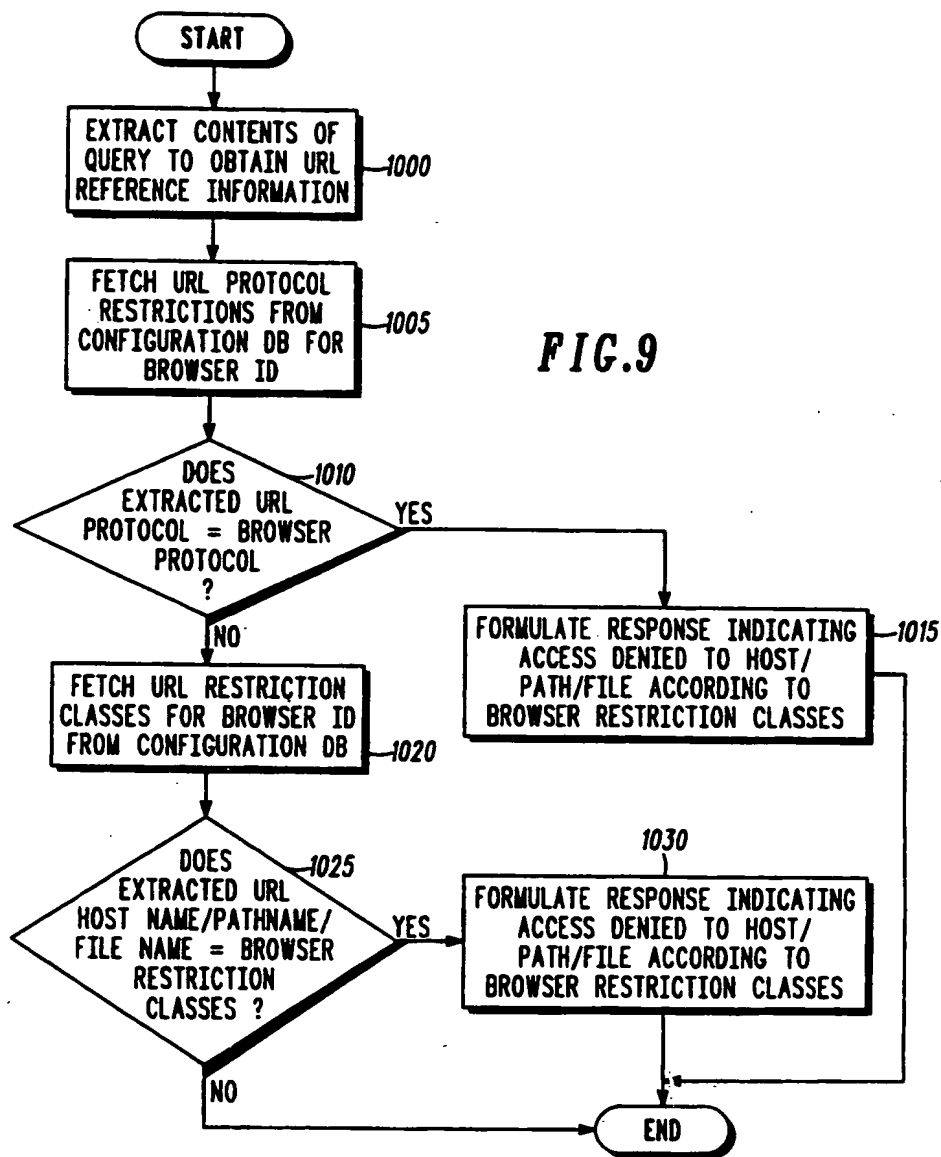 START
EXTRACT CONTENTS OF
QUERY TO OBTAIN URL
REFERENCE INFORMATION
1000
FETCH URL PROTOCOL
RESTRICTIONS FROM
CONFIGURATION DB FOR
BROWSER ID
1005
FIG.9
DOES
EXTRACTED URL
PROTOCOL = BROWSER
PROTOCOL
?
1010
YES
NO
FORMULATE RESPONSE INDICATING
ACCESS DENIED TO HOST/
PATH/FILE ACCORDING TO
BROWSER RESTRICTION CLASSES
1015
FETCH URL RESTRICTION
CLASSES FOR BROWSER ID
FROM CONFIGURATION DB
1020
DOES
EXTRACTED URL
HOST NAME/PATHNAME/
FILE NAME = BROWSER
RESTRICTION
CLASSES ?
1025
YES
NO
1030
FORMULATE RESPONSE INDICATING
ACCESS DENIED TO HOST/
PATH/FILE ACCORDING TO
BROWSER RESTRICTION CLASSES
END